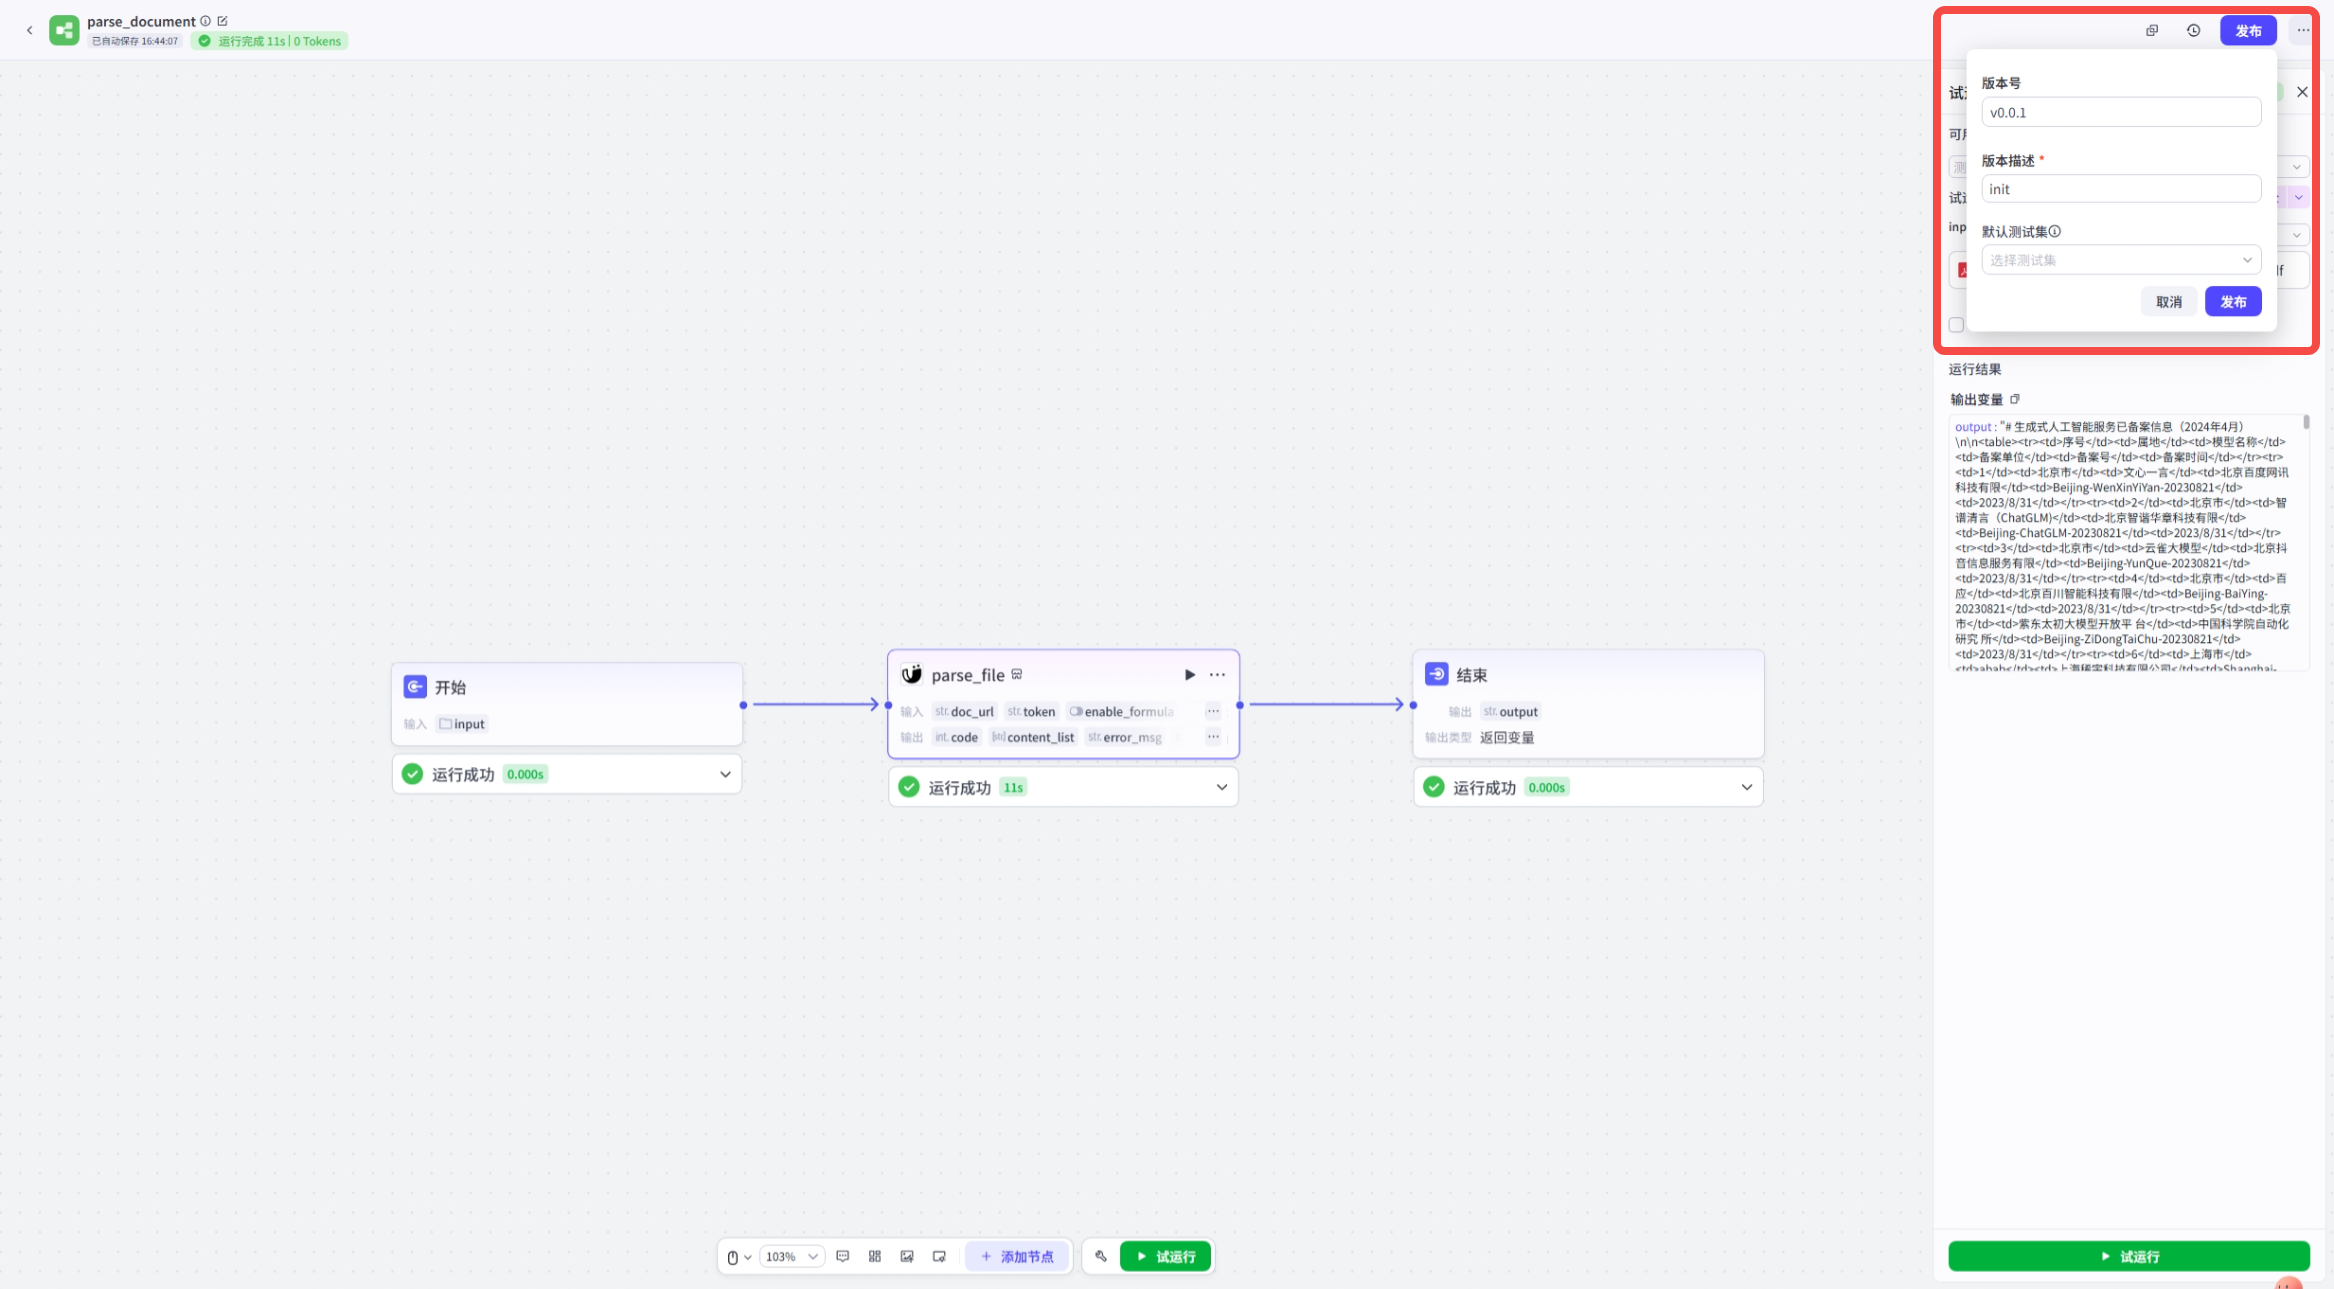 parse_document
已自动保存 16:44:07
运行完成 11s | 0 Tokens
发布
版本号
v0.0.1
版本描述 *
init
默认测试集
选择测试集
取消
发布
inp
运行结果
输出变量
output : "# 生成式人工智能服务已备案信息（2024年4月）
\n\n<table><tr><td>序号</td><td>属地</td><td>模型名称</td>
<td>备案单位</td><td>备案号</td><td>备案时间</td></tr><tr>
<td>1</td><td>北京市</td><td>文心一言</td><td>北京百度网讯
科技有限</td><td>Beijing-WenXinYiYan-20230821</td>
<td>2023/8/31</td></tr><tr><td>2</td><td>北京市</td><td>智
谱清言（ChatGLM)</td><td>北京智谱华章科技有限</td>
<td>Beijing-ChatGLM-20230821</td><td>2023/8/31</td></tr>
<tr><td>3</td><td>北京市</td><td>云雀大模型</td><td>北京抖
音信息服务有限</td><td>Beijing-YunQue-20230821</td>
<td>2023/8/31</td></tr><tr><td>4</td><td>北京市</td><td>百
应</td><td>北京百川智能科技有限</td><td>Beijing-BaiYing-
20230821</td><td>2023/8/31</td></tr><tr><td>5</td><td>北京
市</td><td>紫东太初大模型开放平 台</td><td>中国科学院自动化
研究 所</td><td>Beijing-ZiDongTaiChu-20230821</td>
<td>2023/8/31</td></tr><tr><td>6</td><td>上海市</td>
<td>abab</td><td>上海稀宇科技有限公司</td><td>Shanghai-
开始
输入 input
运行成功 0.000s
parse_file
输入 str. doc_url str. token enable_formula
输出 int. code [str] content_list str. error_msg
运行成功 11s
结束
输出 str. output
输出类型 返回变量
运行成功 0.000s
103%
添加节点
试运行
试运行